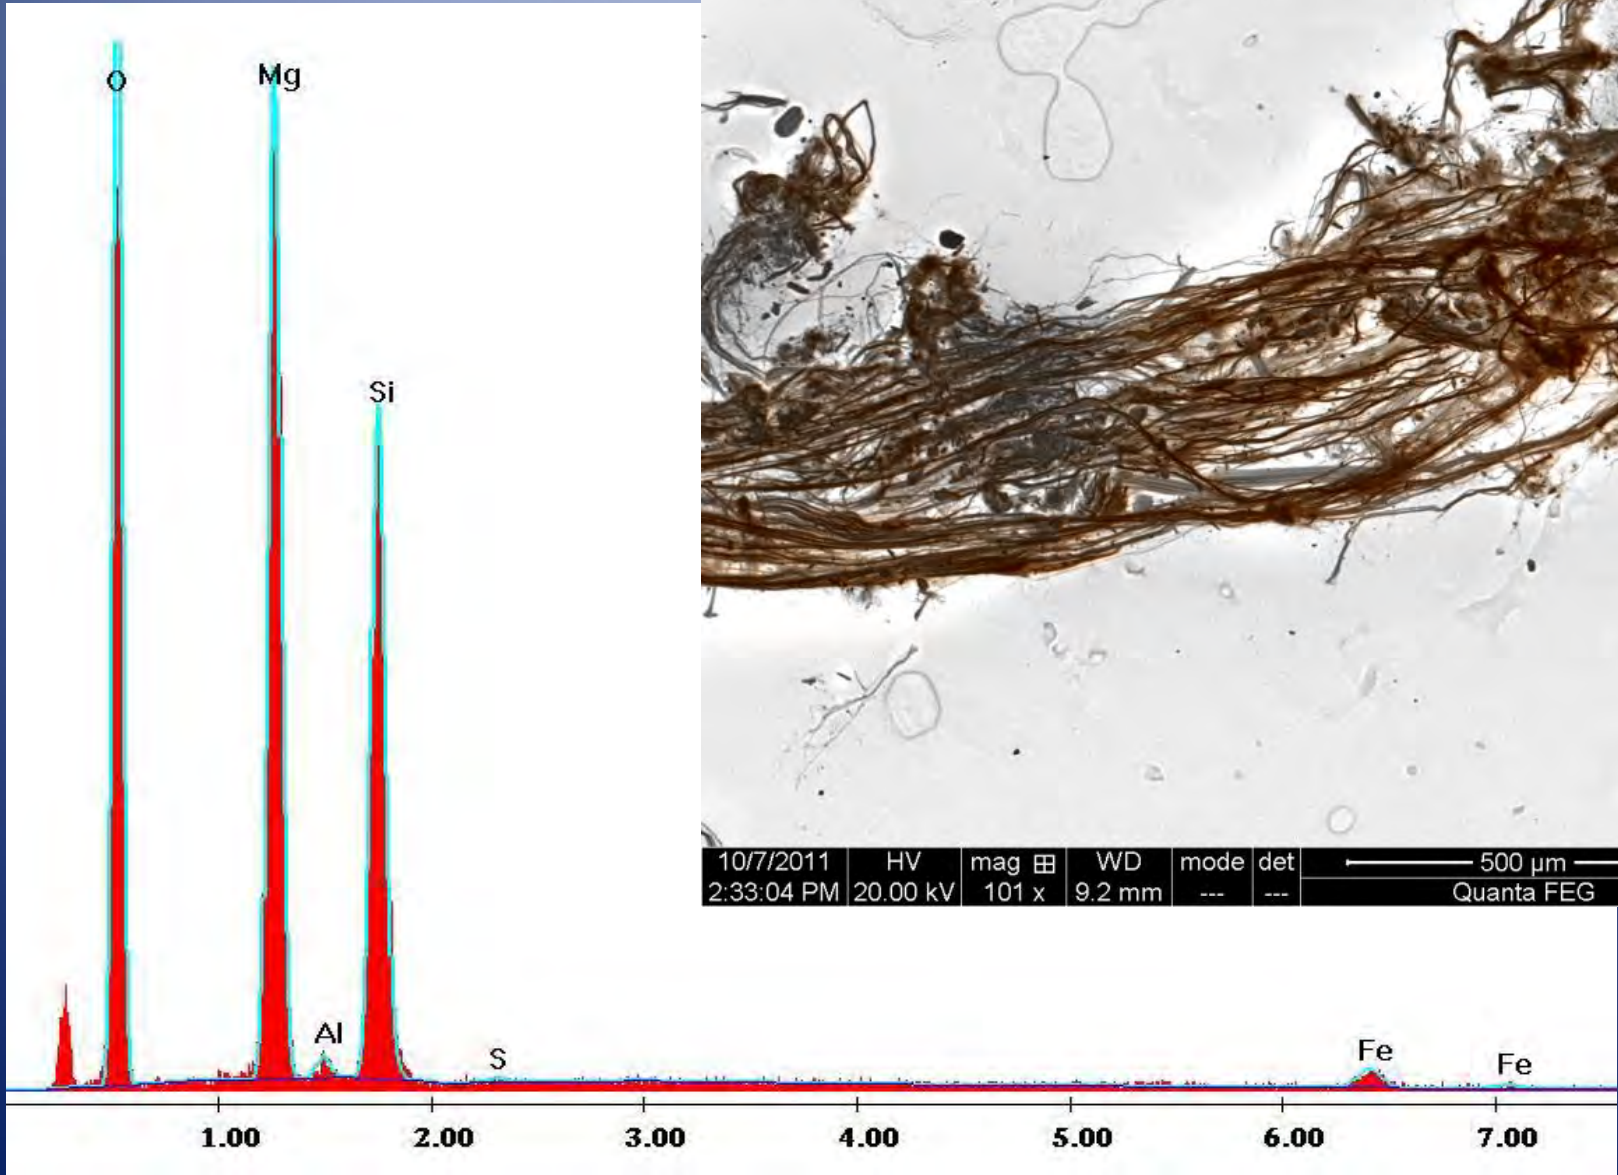 O
Mg
Si
Al
S
Fe
Fe
1.00 2.00 3.00 4.00 5.00 6.00 7.00
10/7/2011 HV mag WD mode det 500 µm
2:33:04 PM 20.00 kV 101 x 9.2 mm --- --- Quanta FEG